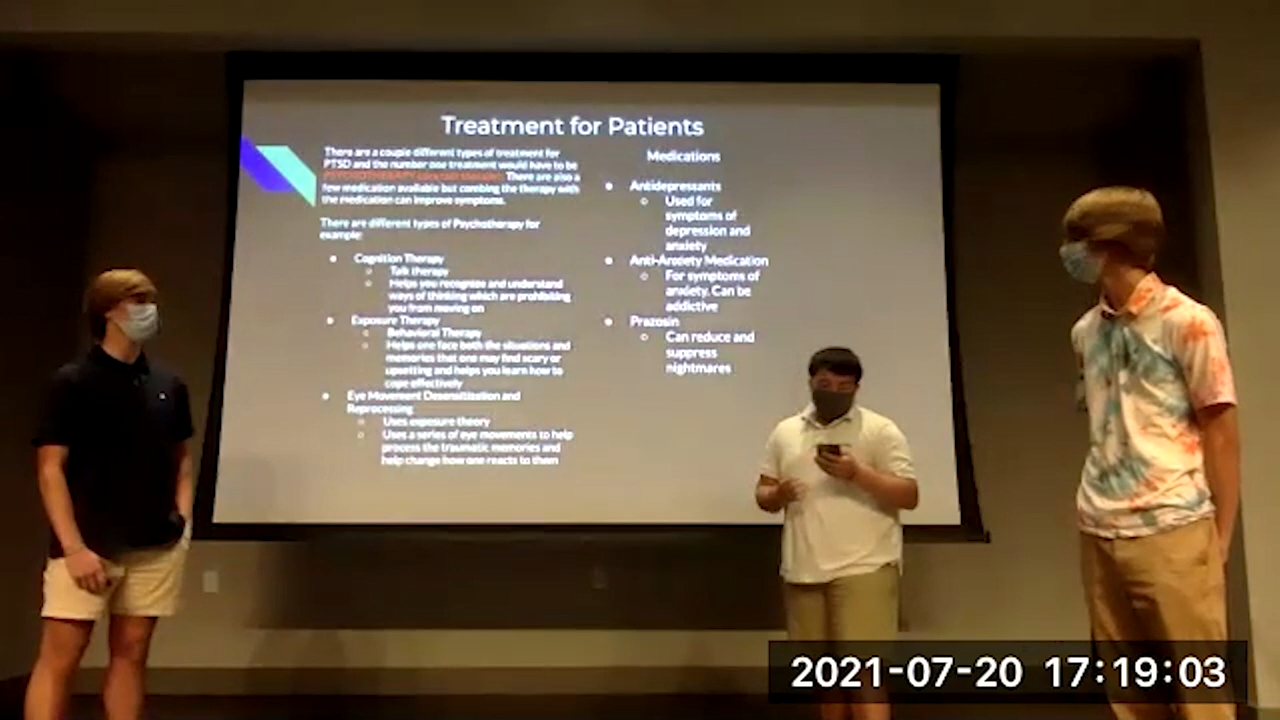 Treatment for Patients
There are a couple different types of treatment for
PTSD and the number one treatment would have to be
PSYCHOTHERAPY There are also a
few medication available but combing the therapy with
the medication can improve symptoms.
There are different types of Psychotherapy for
example:
● Cognition Therapy
○ Talk therapy
○ Helps you recognize and understand
ways of thinking which are prohibiting
you from moving on
● Exposure Therapy
○ Behavioral Therapy
○ Helps one face both the situations and
memories that one may find scary or
upsetting and helps you learn how to
cope effectively
● Eye Movement Desensitization and
Reprocessing
○ Uses exposure theory
○ Uses a series of eye movements to help
process the traumatic memories and
help change how one reacts to them
Medications
● Antidepressants
○ Used for
symptoms of
depression and
anxiety
● Anti-Anxiety Medication
○ For symptoms of
anxiety. Can be
addictive
● Prazosin
○ Can reduce and
suppress
nightmares
2021-07-20 17:19:03